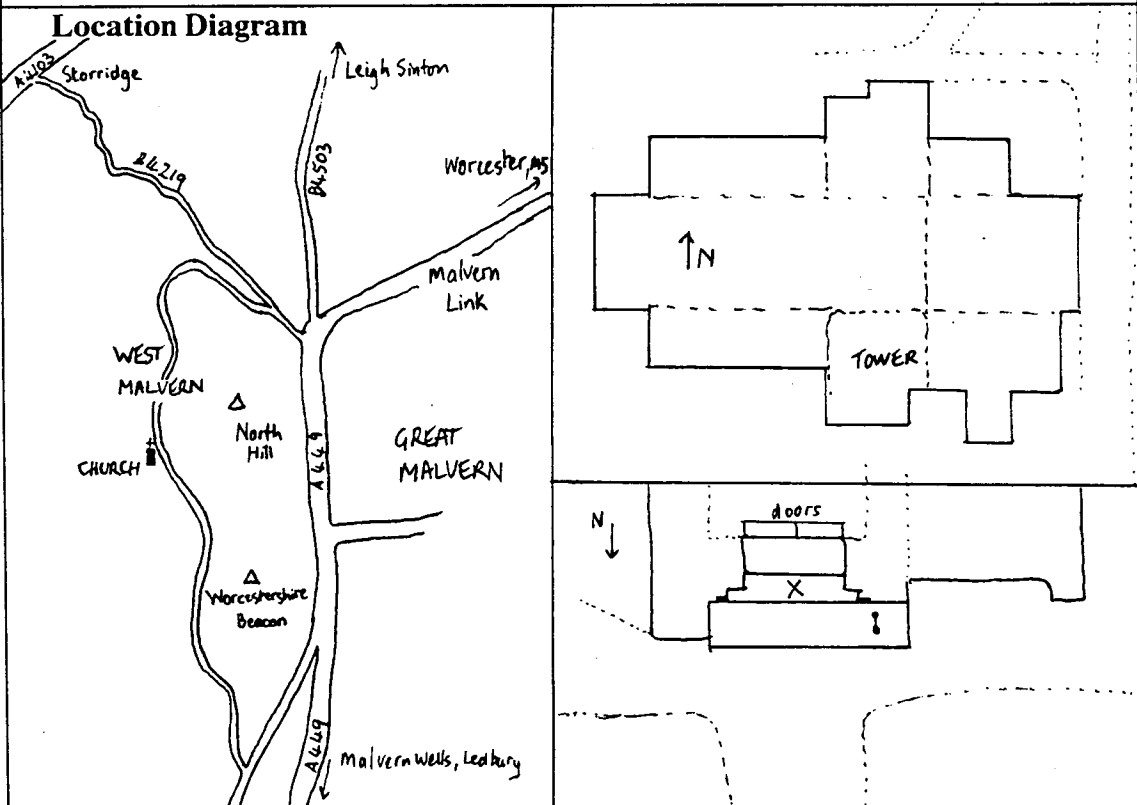 Location Diagram
A4103
Storridge
Leigh Sinton
B4219
B4503
Worcester, M5
Malvern
Link
WEST
MALVERN
North
Hill
CHURCH
A449
GREAT
MALVERN
Worcestershire
Beacon
A449
Malvern Wells, Ledbury
N
TOWER
N
doors
X